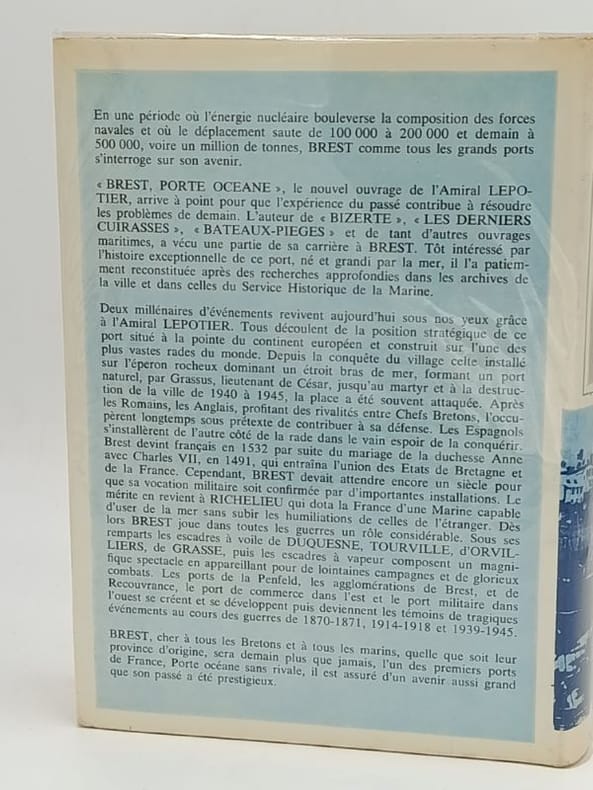 En une période où l'énergie nucléaire bouleverse la composition des forces
navales et où le déplacement saute de 100 000 à 200 000 et demain à
500 000, voire un million de tonnes, BREST comme tous les grands ports
s'interroge sur son avenir.
« BREST, PORTE OCEANE », le nouvel ouvrage de l'Amiral LEPO-
TIER, arrive à point pour que l'expérience du passé contribue à résoudre
les problèmes de demain. L'auteur de « BIZERTE », « LES DERNIERS
CUIRASSES », « BATEAUX-PIEGES » et de tant d'autres ouvrages
maritimes, a vécu une partie de sa carrière à BREST. Tôt intéressé par
l'histoire exceptionnelle de ce port, né et grandi par la mer, il l'a patiem-
ment reconstituée après des recherches approfondies dans les archives de
la ville et dans celles du Service Historique de la Marine.
Deux millénaires d'événements revivent aujourd'hui sous nos yeux grâce
à l'Amiral LEPOTIER. Tous découlent de la position stratégique de ce
port situé à la pointe du continent européen et construit sur l'une des
plus vastes rades du monde. Depuis la conquête du village celte installé
sur l'éperon rocheux dominant un étroit bras de mer, formant un port
naturel, par Grassus, lieutenant de César, jusqu'au martyr et à la destruc-
tion de la ville de 1940 à 1945, la place a été souvent attaquée. Après
les Romains, les Anglais, profitant des rivalités entre Chefs Bretons, l'occu-
pèrent longtemps sous prétexte de contribuer à sa défense. Les Espagnols
s'installèrent de l'autre côté de la rade dans le vain espoir de la conquérir.
Brest devint français en 1532 par suite du mariage de la duchesse Anne
avec Charles VII, en 1491, qui entraîna l'union des Etats de Bretagne et
de la France. Cependant, BREST devait attendre encore un siècle pour
que sa vocation militaire soit confirmée par d'importantes installations. Le
mérite en revient à RICHELIEU qui dota la France d'une Marine capable
d'user de la mer sans subir les humiliations de celles de l'étranger. Dès
lors BREST joue dans toutes les guerres un rôle considérable. Sous ses
remparts les escadres à voile de DUQUESNE, TOURVILLE, d'ORVIL-
LIERS, de GRASSE, puis les escadres à vapeur composent un magni-
fique spectacle en appareillant pour de lointaines campagnes et de glorieux
combats. Les ports de la Penfeld, les agglomérations de Brest, et de
Recouvrance, le port de commerce dans l'est et le port militaire dans
l'ouest se créent et se développent puis deviennent les témoins de tragiques
événements au cours des guerres de 1870-1871, 1914-1918 et 1939-1945.
BREST, cher à tous les Bretons et à tous les marins, quelle que soit leur
province d'origine, sera demain plus que jamais, l'un des premiers ports
de France, Porte océane sans rivale, il est assuré d'un avenir aussi grand
que son passé a été prestigieux.